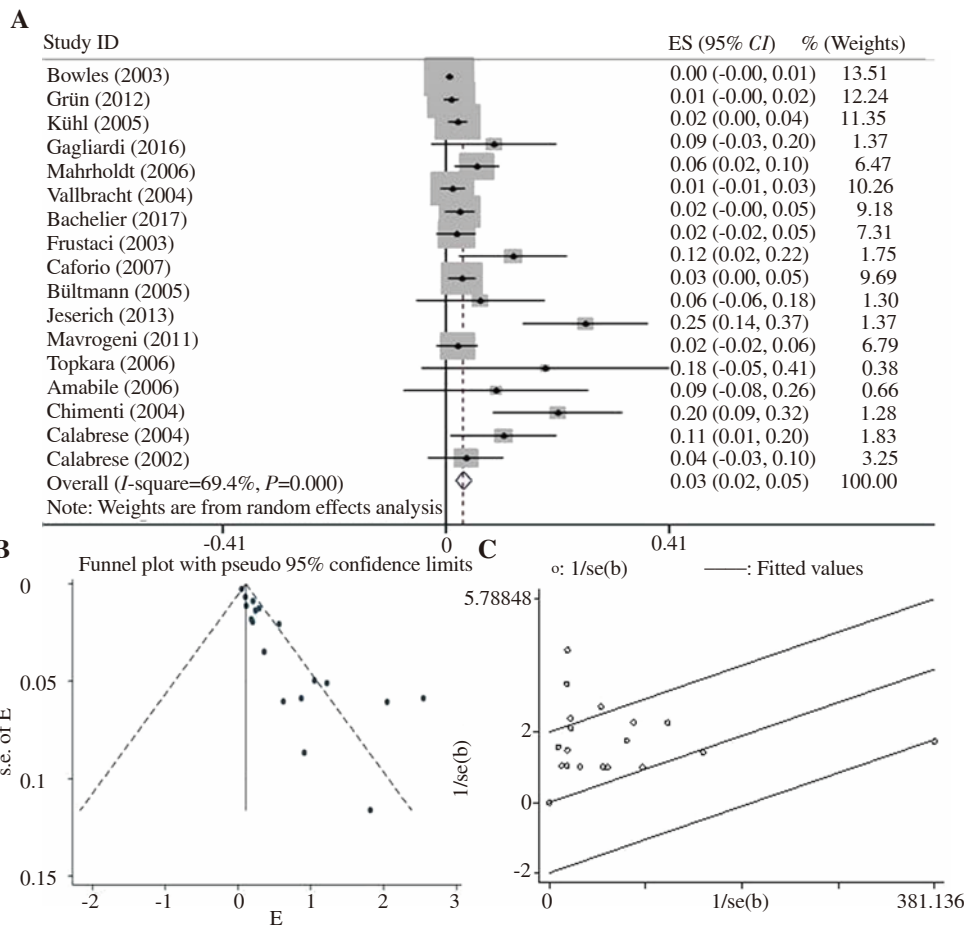 A
Study ID ES (95% CI) % (Weights)
Bowles (2003) 0.00 (-0.00, 0.01) 13.51
Grün (2012) 0.01 (-0.00, 0.02) 12.24
Kühl (2005) 0.02 (0.00, 0.04) 11.35
Gagliardi (2016) 0.09 (-0.03, 0.20) 1.37
Mahrholdt (2006) 0.06 (0.02, 0.10) 6.47
Vallbracht (2004) 0.01 (-0.01, 0.03) 10.26
Bachelier (2017) 0.02 (-0.00, 0.05) 9.18
Frustaci (2003) 0.02 (-0.02, 0.05) 7.31
Caforio (2007) 0.12 (0.02, 0.22) 1.75
Bültmann (2005) 0.03 (0.00, 0.05) 9.69
Jeserich (2013) 0.06 (-0.06, 0.18) 1.30
Mavrogeni (2011) 0.25 (0.14, 0.37) 1.37
Topkara (2006) 0.02 (-0.02, 0.06) 6.79
Amabile (2006) 0.18 (-0.05, 0.41) 0.38
Chimenti (2004) 0.09 (-0.08, 0.26) 0.66
Calabrese (2004) 0.20 (0.09, 0.32) 1.28
Calabrese (2002) 0.11 (0.01, 0.20) 1.83
0.04 (-0.03, 0.10) 3.25
Overall (I-square=69.4%, P=0.000) 0.03 (0.02, 0.05) 100.00
Note: Weights are from random effects analysis
-0.41 0 0.41
B
Funnel plot with pseudo 95% confidence limits
0
0.05
0.1
0.15
s.e. of E
-2 -1 0 1 2 3
E
C
o: 1/se(b) ——: Fitted values
5.78848
2
0
-2
1/se(b)
0 1/se(b) 381.136